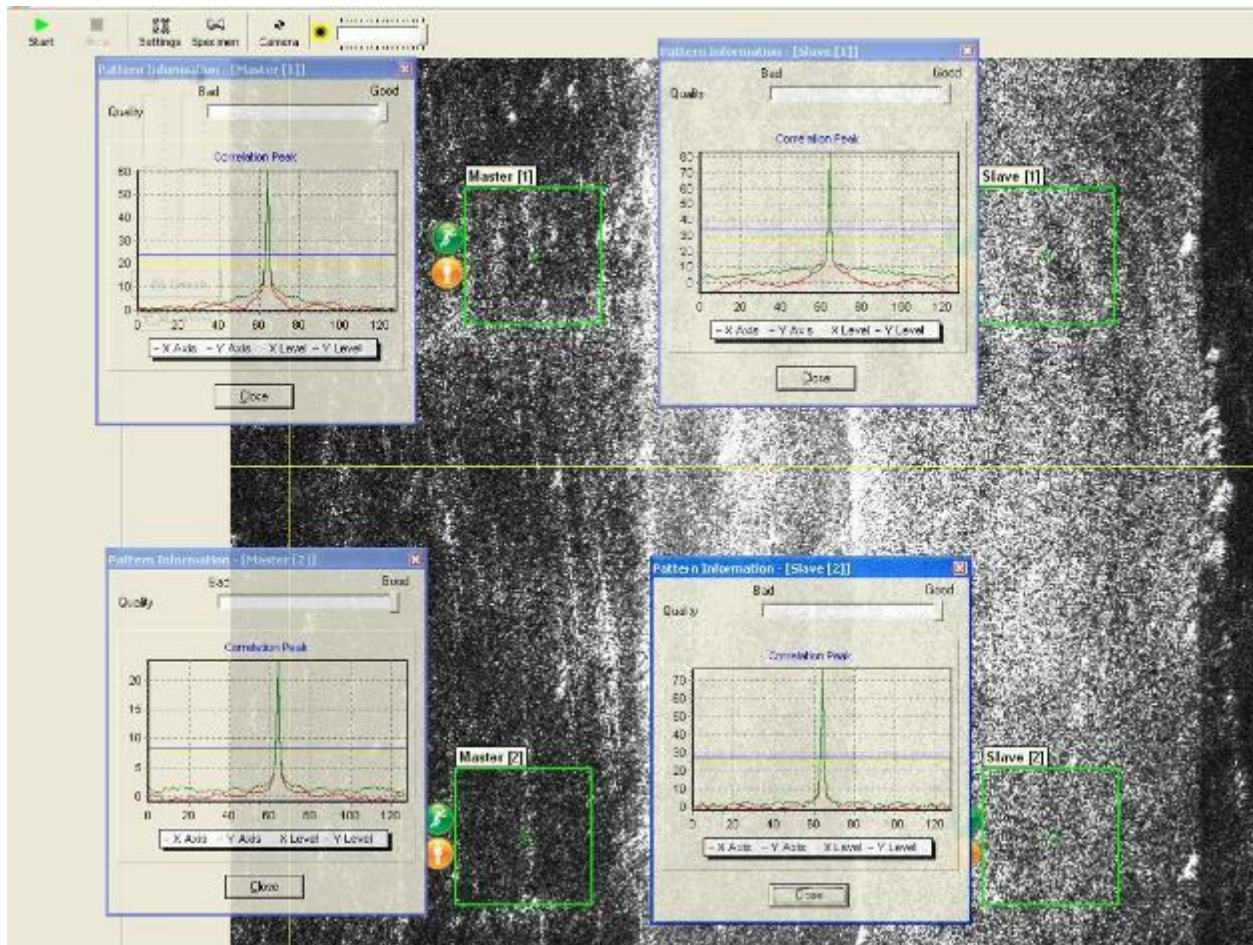 Start
Settings
Specimen
Camera
Pattern Information - [Master [1]]
Bad
Good
Quality
Correlation Peak
60
50
40
30
20
10
0
0 20 40 60 80 100 120
- X Axis - Y Axis - X Level - Y Level
Close
Master [1]
Pattern Information - [Slave [1]]
Bad
Good
Quality
Correlation Peak
80
70
60
50
40
30
20
10
0
0 20 40 60 80 100 120
- X Axis - Y Axis - X Level - Y Level
Close
Slave [1]
Pattern Information - [Master [2]]
Bad
Good
Quality
Correlation Peak
20
15
10
5
0
0 20 40 60 80 100 120
- X Axis - Y Axis - X Level - Y Level
Close
Master [2]
Pattern Information - [Slave [2]]
Bad
Good
Quality
Correlation Peak
70
60
50
40
30
20
10
0
0 20 40 60 80 100 120
- X Axis - Y Axis - X Level - Y Level
Close
Slave [2]